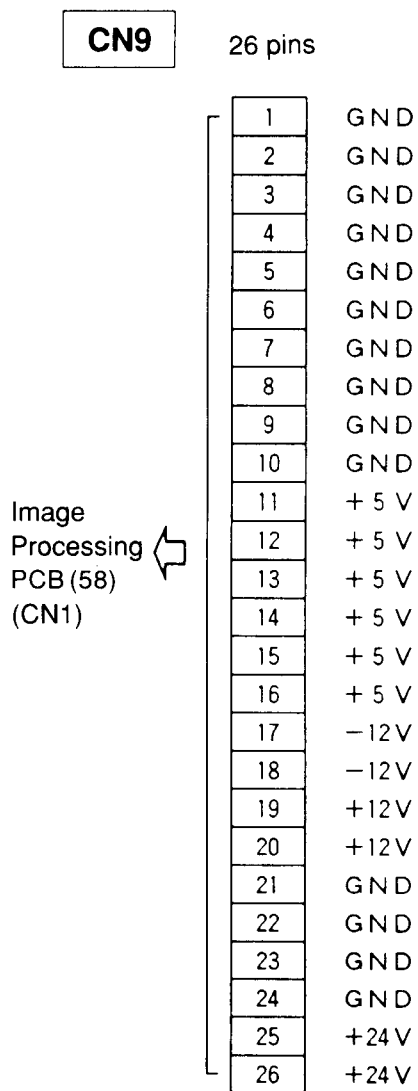 CN9 26 pins
1 GND
2 GND
3 GND
4 GND
5 GND
6 GND
7 GND
8 GND
9 GND
10 GND
11 +5 V
Image
12 +5 V
Processing
13 +5 V
PCB (58)
14 +5 V
(CN1)
15 +5 V
16 +5 V
17 -12V
18 -12V
19 +12V
20 +12V
21 GND
22 GND
23 GND
24 GND
25 +24V
26 +24V